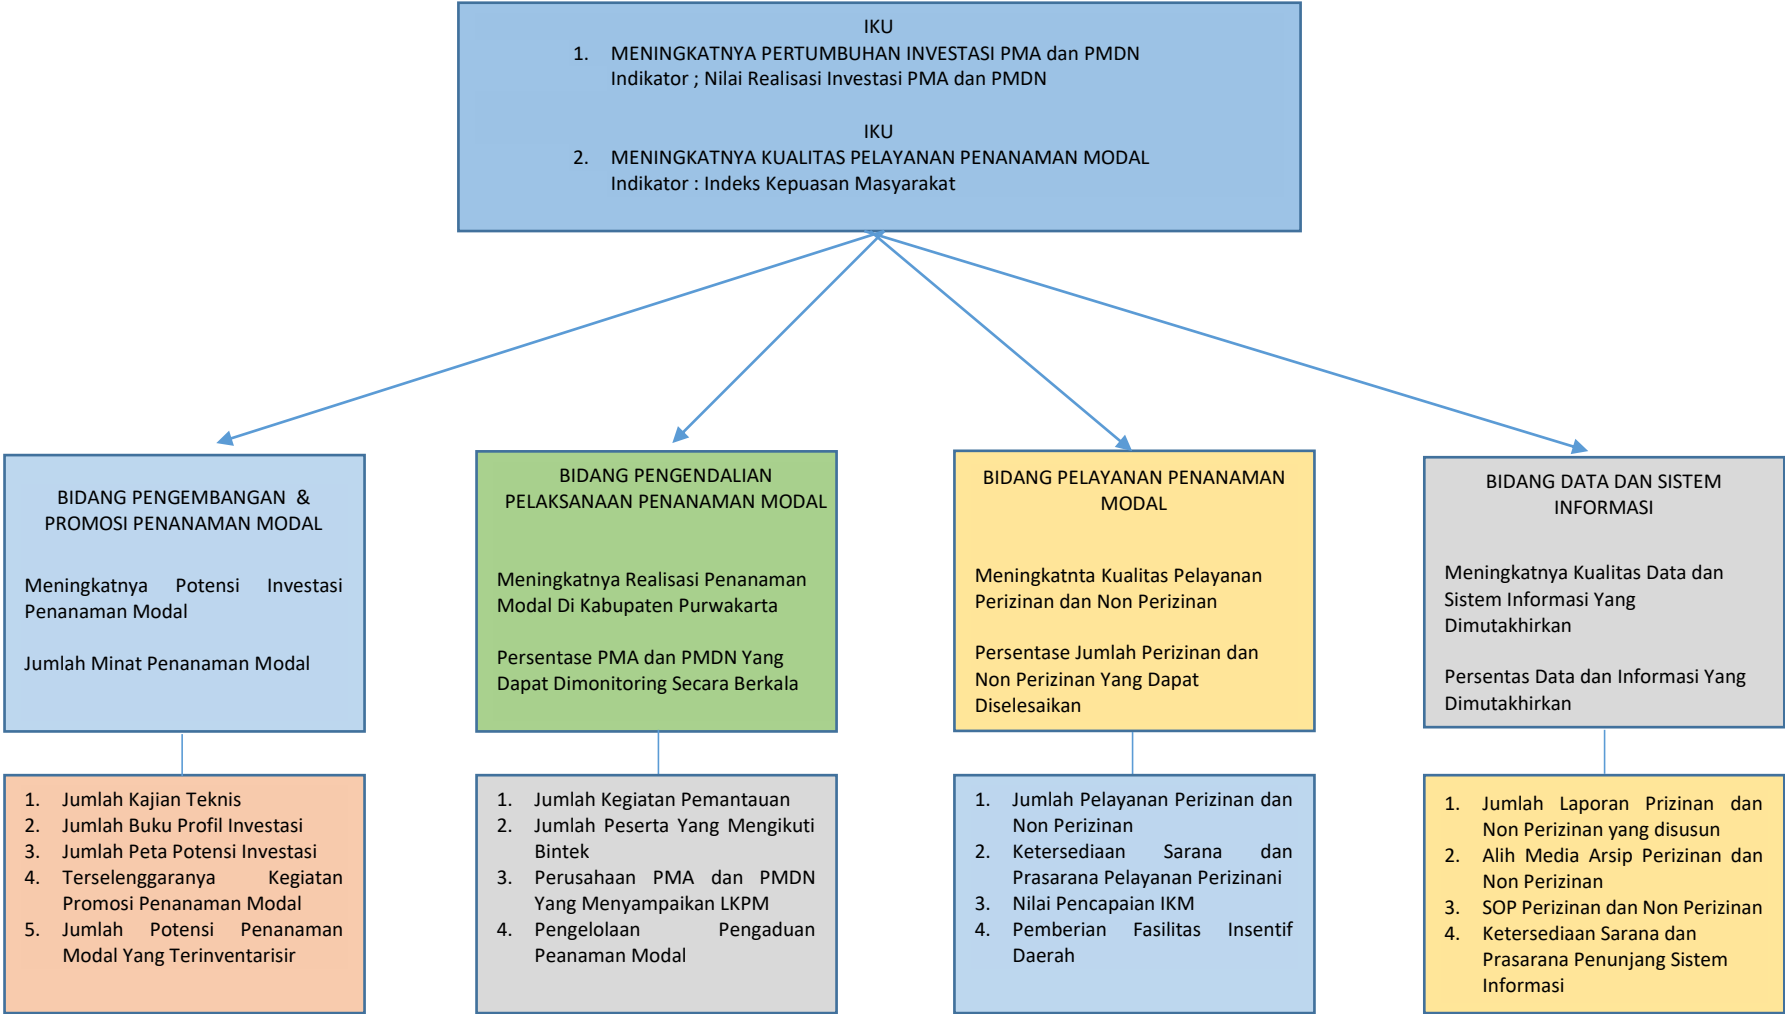 IKU
1. MENINGKATNYA PERTUMBUHAN INVESTASI PMA dan PMDN
Indikator ; Nilai Realisasi Investasi PMA dan PMDN
IKU
2. MENINGKATNYA KUALITAS PELAYANAN PENANAMAN MODAL
Indikator : Indeks Kepuasan Masyarakat
BIDANG PENGEMBANGAN &
PROMOSI PENANAMAN MODAL
Meningkatnya Potensi Investasi
Penanaman Modal
Jumlah Minat Penanaman Modal
BIDANG PENGENDALIAN
PELAKSANAAN PENANAMAN MODAL
Meningkatnya Realisasi Penanaman
Modal Di Kabupaten Purwakarta
Persentase PMA dan PMDN Yang
Dapat Dimonitoring Secara Berkala
BIDANG PELAYANAN PENANAMAN
MODAL
Meningkatnta Kualitas Pelayanan
Perizinan dan Non Perizinan
Persentase Jumlah Perizinan dan
Non Perizinan Yang Dapat
Diselesaikan
BIDANG DATA DAN SISTEM
INFORMASI
Meningkatnya Kualitas Data dan
Sistem Informasi Yang
Dimutakhirkan
Persentas Data dan Informasi Yang
Dimutakhirkan
1. Jumlah Kajian Teknis
2. Jumlah Buku Profil Investasi
3. Jumlah Peta Potensi Investasi
4. Terselenggaranya Kegiatan
Promosi Penanaman Modal
5. Jumlah Potensi Penanaman
Modal Yang Terinventarisir
1. Jumlah Kegiatan Pemantauan
2. Jumlah Peserta Yang Mengikuti
Bintek
3. Perusahaan PMA dan PMDN
Yang Menyampaikan LKPM
4. Pengelolaan Pengaduan
Peanaman Modal
1. Jumlah Pelayanan Perizinan dan
Non Perizinan
2. Ketersediaan Sarana dan
Prasarana Pelayanan Perizinani
3. Nilai Pencapaian IKM
4. Pemberian Fasilitas Insentif
Daerah
1. Jumlah Laporan Prizinan dan
Non Perizinan yang disusun
2. Alih Media Arsip Perizinan dan
Non Perizinan
3. SOP Perizinan dan Non Perizinan
4. Ketersediaan Sarana dan
Prasarana Penunjang Sistem
Informasi